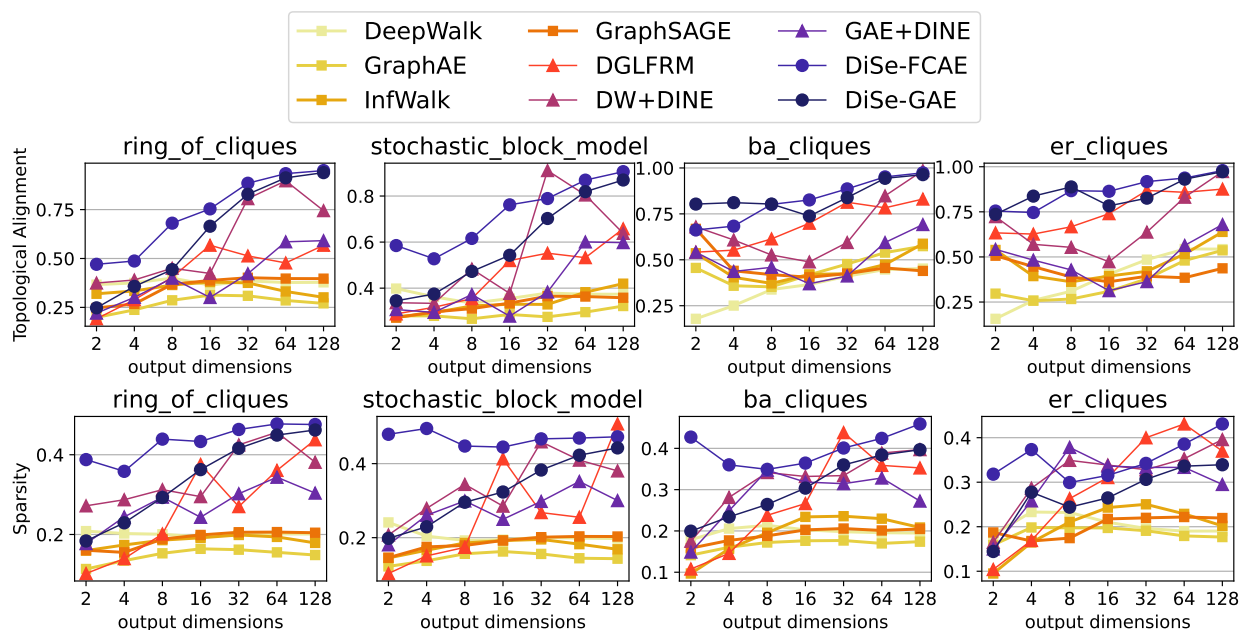 DeepWalk GraphSAGE GAE+DINE
GraphAE DGLFRM DiSe-FCAE
InfWalk DW+DINE DiSe-GAE
ring_of_cliques stochastic_block_model ba_cliques er_cliques
Topological Alignment
0.75
0.50
0.25
2 4 8 16 32 64 128
output dimensions
0.8
0.6
0.4
2 4 8 16 32 64 128
output dimensions
1.00
0.75
0.50
0.25
2 4 8 16 32 64 128
output dimensions
1.00
0.75
0.50
0.25
2 4 8 16 32 64 128
output dimensions
ring_of_cliques stochastic_block_model ba_cliques er_cliques
Sparsity
0.4
0.2
2 4 8 16 32 64 128
output dimensions
0.4
0.2
2 4 8 16 32 64 128
output dimensions
0.4
0.3
0.2
0.1
2 4 8 16 32 64 128
output dimensions
0.4
0.3
0.2
0.1
2 4 8 16 32 64 128
output dimensions